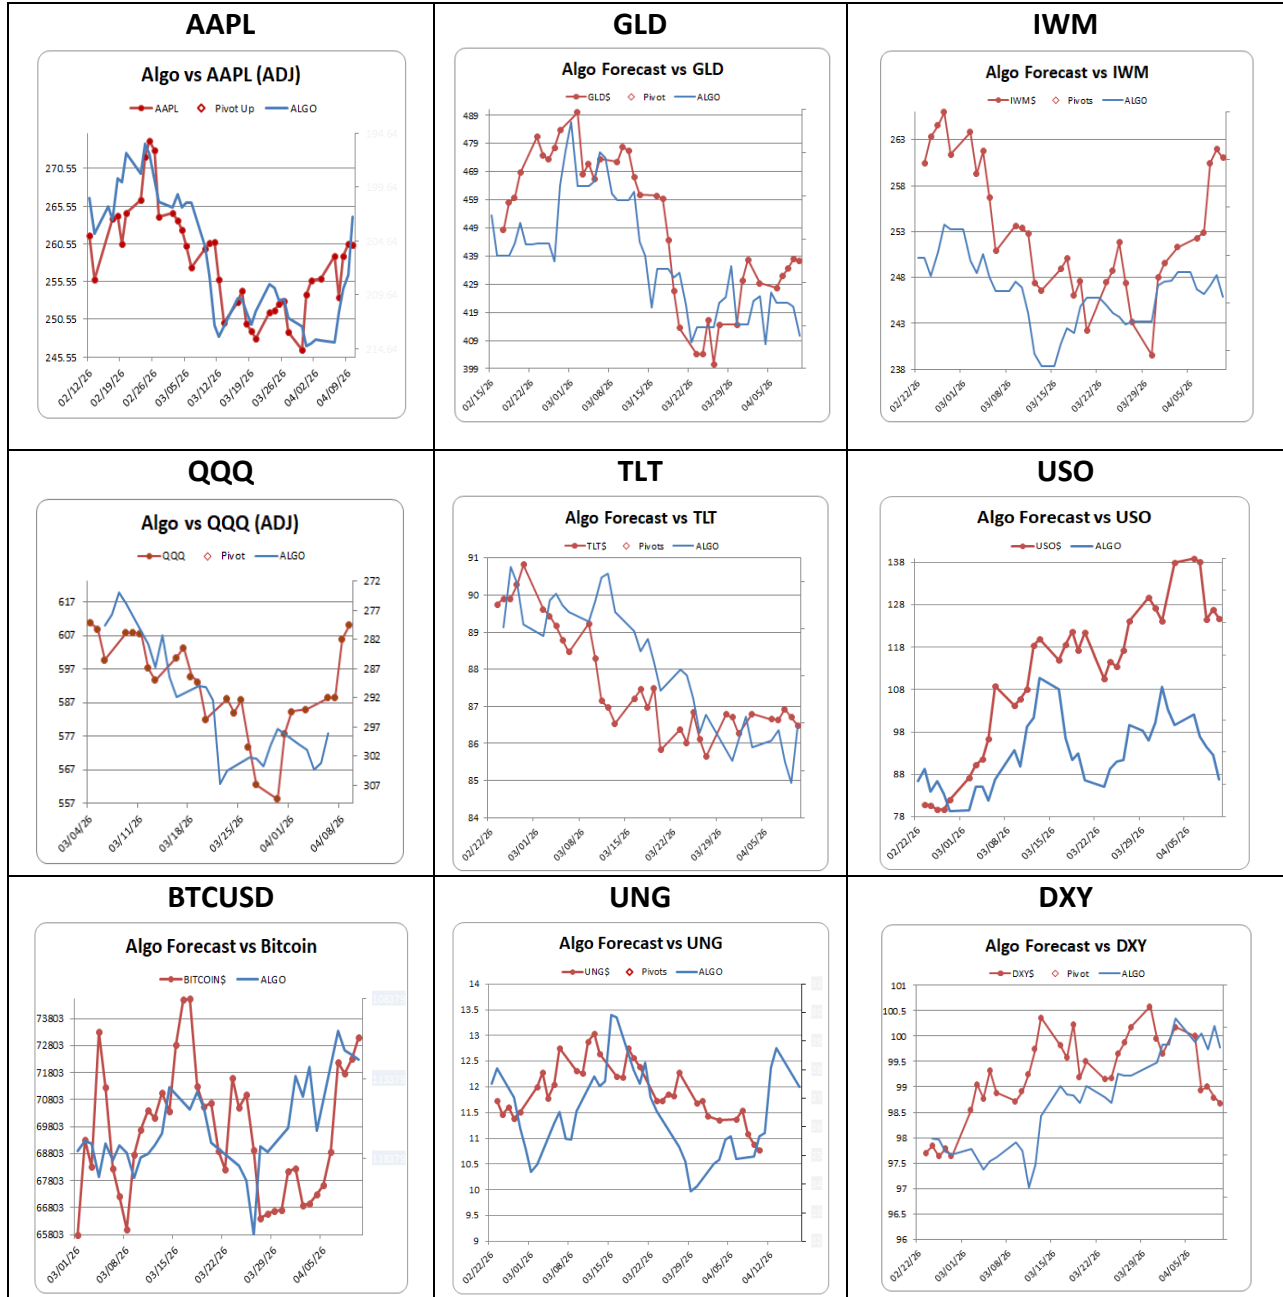 AAPL
Algo vs AAPL (ADJ)
AAPL Pivot Up ALGO
270.55
265.55
260.55
255.55
250.55
245.55
194.64
199.64
204.64
209.64
214.64
02/12/26 02/19/26 02/26/26 03/05/26 03/12/26 03/19/26 03/26/26 04/02/26 04/09/26
GLD
Algo Forecast vs GLD
GLD$ Pivot ALGO
489
479
469
459
449
439
429
419
409
399
02/15/26 02/22/26 03/01/26 03/08/26 03/15/26 03/22/26 03/29/26 04/05/26
IWM
Algo Forecast vs IWM
IWM$ Pivots ALGO
263
258
253
248
243
238
02/22/26 03/01/26 03/08/26 03/15/26 03/22/26 03/29/26 04/05/26
QQQ
Algo vs QQQ (ADJ)
QQQ Pivot ALGO
617
607
597
587
577
567
557
272
277
282
287
292
297
302
307
03/04/26 03/11/26 03/18/26 03/25/26 04/01/26 04/08/26
TLT
Algo Forecast vs TLT
TLT$ Pivots ALGO
91
90
89
88
87
86
85
84
02/22/26 03/01/26 03/08/26 03/15/26 03/22/26 03/29/26 04/05/26
USO
Algo Forecast vs USO
USO$ ALGO
138
128
118
108
98
88
78
02/22/26 03/01/26 03/08/26 03/15/26 03/22/26 03/29/26 04/05/26
BTCUSD
Algo Forecast vs Bitcoin
BITCOIN$ ALGO
73803
72803
71803
70803
69803
68803
67803
66803
65803
03/01/26 03/08/26 03/15/26 03/22/26 03/29/26 04/05/26
UNG
Algo Forecast vs UNG
UNG$ Pivots ALGO
14
13.5
13
12.5
12
11.5
11
10.5
10
9.5
9
02/22/26 03/01/26 03/08/26 03/15/26 03/22/26 03/29/26 04/05/26 04/12/26
DXY
Algo Forecast vs DXY
DXY$ Pivot ALGO
101
100.5
100
99.5
99
98.5
98
97.5
97
96.5
96
02/22/26 03/01/26 03/08/26 03/15/26 03/22/26 03/29/26 04/05/26